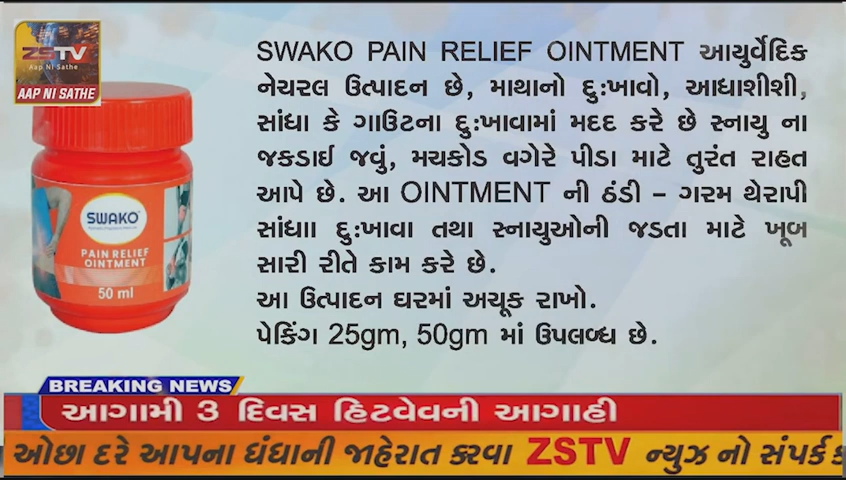 ZSTV
Aap Ni Sathe
AAP NI SATHE
SWAKO PAIN RELIEF OINTMENT આયુર્વેદિક
નેચરલ ઉત્પાદન છે, માથાનો દુઃખાવો, આધાશીશી,
સાંધા કે ગાઉટના દુઃખાવામાં મદદ કરે છે સ્નાયુ ના
જકડાઈ જવું, મચકોડ વગેરે પીડા માટે તુરંત રાહત
આપે છે. આ OINTMENT ની ઠંડી – ગરમ થેરાપી
સાંધાા દુઃખાવા તથા સ્નાયુઓની જડતા માટે ખૂબ
સારી રીતે કામ કરે છે.
આ ઉત્પાદન ઘરમાં અચૂક રાખો.
પેકિંગ 25gm, 50gm માં ઉપલબ્ધ છે.
SWAKO
PAIN RELIEF
OINTMENT
50 ml
BREAKING NEWS
આગામી 3 દિવસ હિટવેવની આગાહી
ઓછા દરે આપના ધંધાની જાહેરાત કરવા ZSTV ન્યુઝ નો સંપર્ક